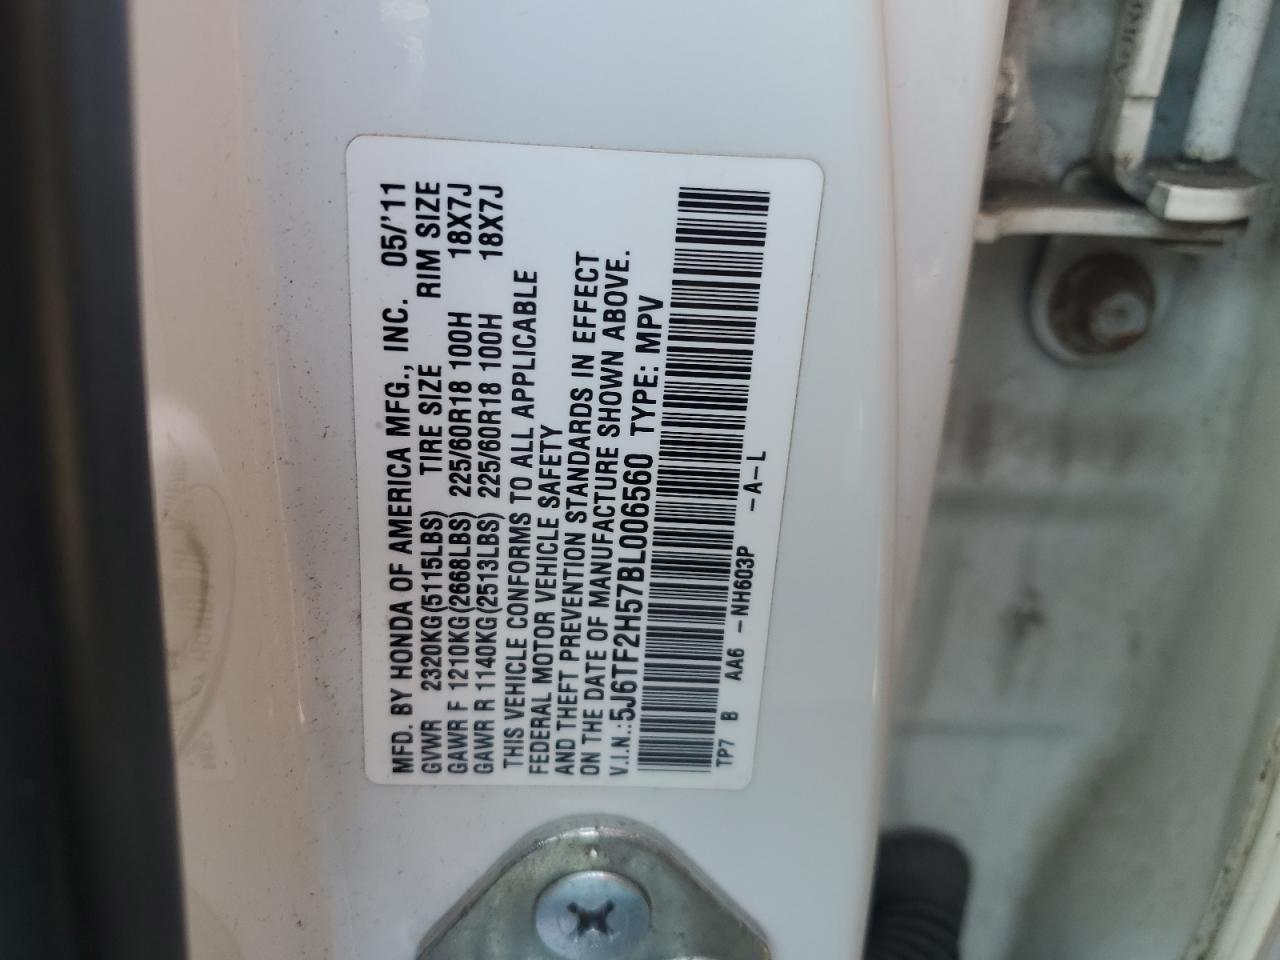 MFD. BY HONDA OF AMERICA MFG., INC. 05/'11
GVWR 2320KG(5115LBS) TIRE SIZE RIM SIZE
GAWR F 1210KG(2668LBS) 225/60R18 100H 18X7J
GAWR R 1140KG(2513LBS) 225/60R18 100H 18X7J
THIS VEHICLE CONFORMS TO ALL APPLICABLE
FEDERAL MOTOR VEHICLE SAFETY
AND THEFT PREVENTION STANDARDS IN EFFECT
ON THE DATE OF MANUFACTURE SHOWN ABOVE.
V.I.N.:5J6TF2H57BL006560 TYPE: MPV
TP7 B AA6 -NH603P -A-L